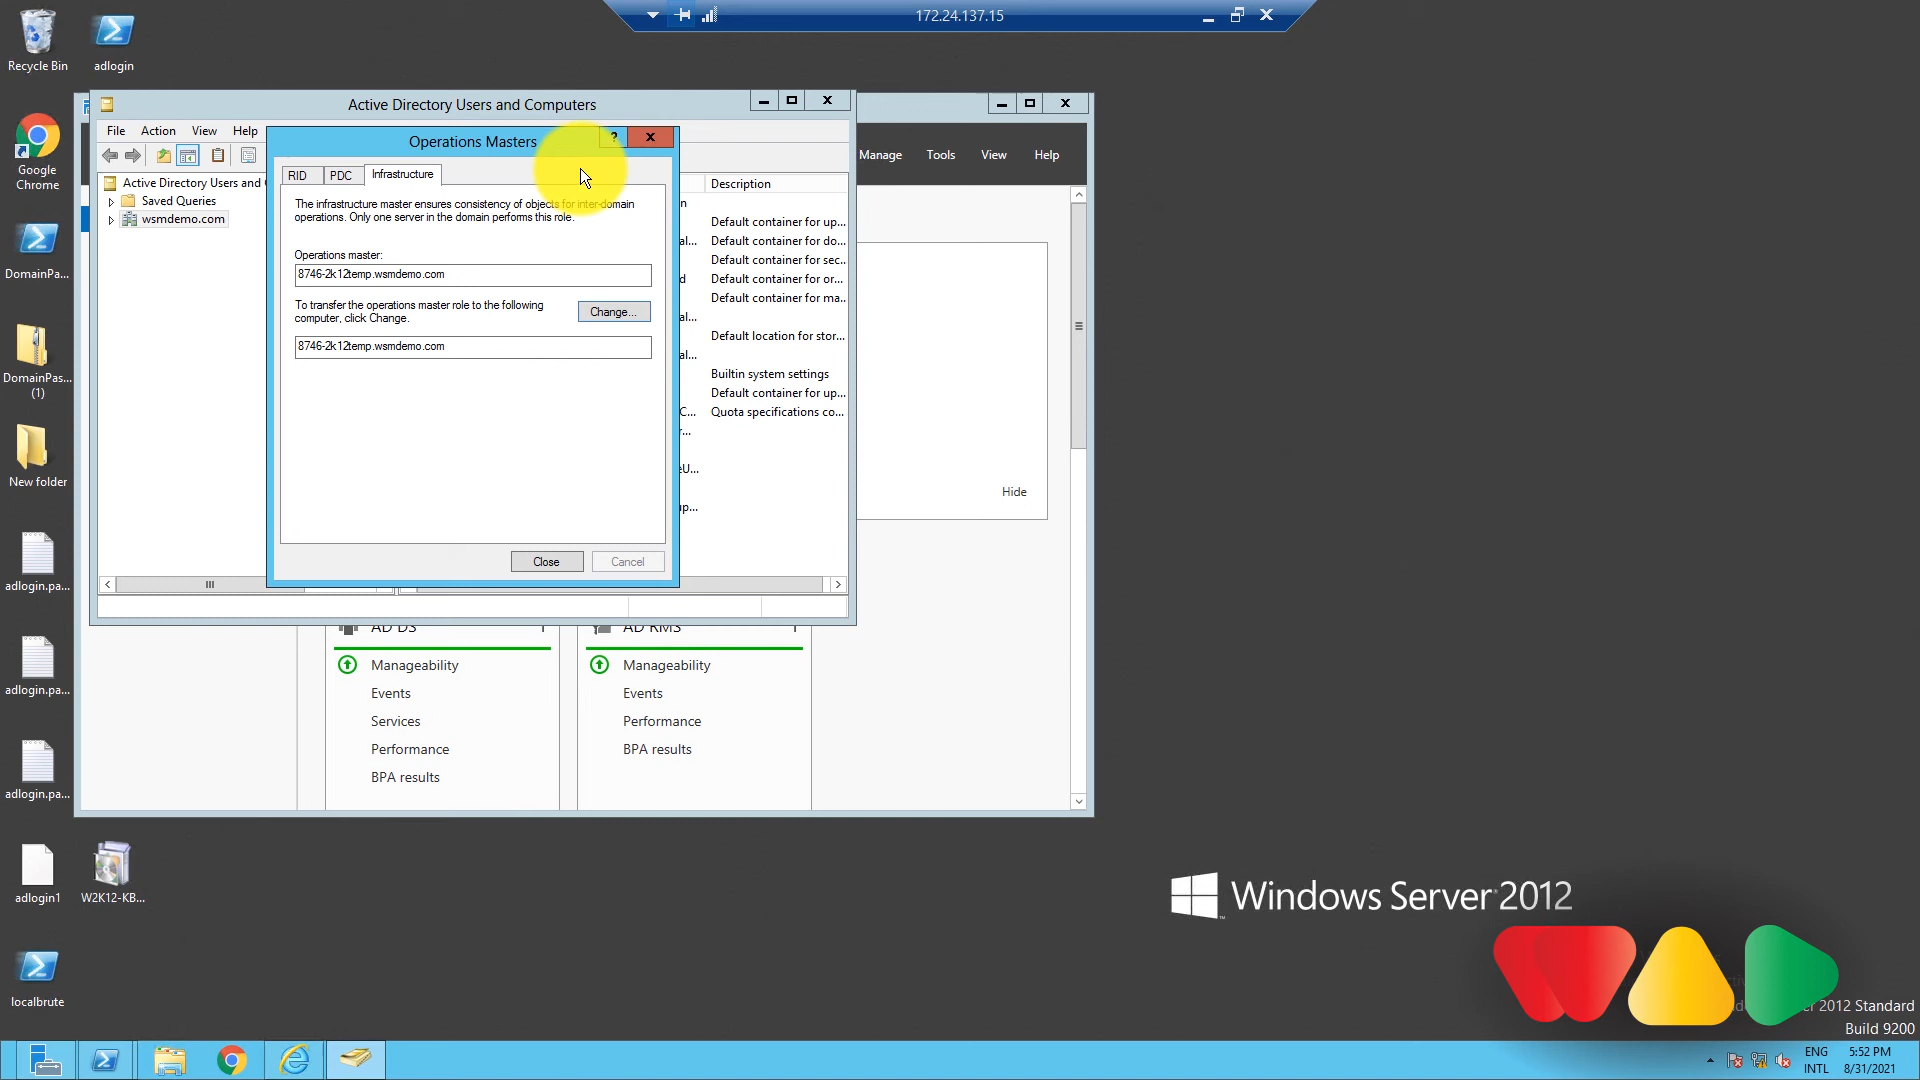 172.24.137.15
Recycle Bin
adlogin
Google
Chrome
DomainPa...
DomainPas...
(1)
New folder
adlogin.pa...
adlogin.pa...
adlogin.pa...
adlogin1
W2K12-KB...
localbrute
Active Directory Users and Computers
File
Action
View
Help
Manage
Tools
View
Help
Operations Masters
?
Active Directory Users and
Saved Queries
wsmdemo.com
RID
PDC
Infrastructure
The infrastructure master ensures consistency of objects for inter-domain
operations. Only one server in the domain performs this role.
Operations master:
8746-2k12temp.wsmdemo.com
To transfer the operations master role to the following
computer, click Change.
Change...
8746-2k12temp.wsmdemo.com
Close
Cancel
Description
n
Default container for up...
al...
Default container for do...
Default container for sec...
d
Default container for or...
Default container for ma...
al...
Default location for stor...
al...
Builtin system settings
Default container for up...
C...
Quota specifications co...
r...
eU...
up...
Hide
AD DS
1
Manageability
Events
Services
Performance
BPA results
AD RMS
1
Manageability
Events
Performance
BPA results
Windows Server 2012
2012 Standard
Build 9200
ENG
INTL
5:52 PM
8/31/2021